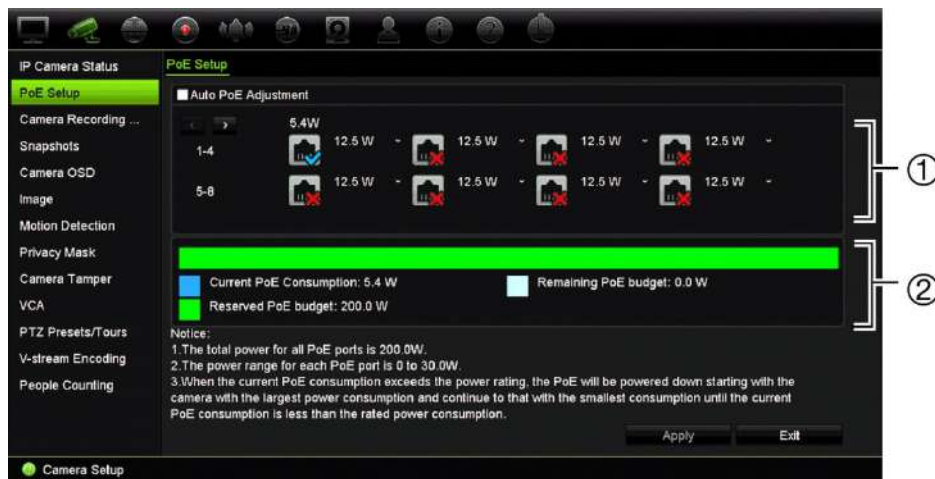 IP Camera Status
PoE Setup
Camera Recording ...
Snapshots
Camera OSD
Image
Motion Detection
Privacy Mask
Camera Tamper
VCA
PTZ Presets/Tours
V-stream Encoding
People Counting
PoE Setup
Auto PoE Adjustment
< >
5.4W
1-4 12.5 W 12.5 W 12.5 W 12.5 W
5-8 12.5 W 12.5 W 12.5 W 12.5 W
①
Current PoE Consumption: 5.4 W Remaining PoE budget: 0.0 W
Reserved PoE budget: 200.0 W
②
Notice:
1.The total power for all PoE ports is 200.0W.
2.The power range for each PoE port is 0 to 30.0W.
3.When the current PoE consumption exceeds the power rating, the PoE will be powered down starting with the
camera with the largest power consumption and continue to that with the smallest consumption until the current
PoE consumption is less than the rated power consumption.
Apply Exit
Camera Setup